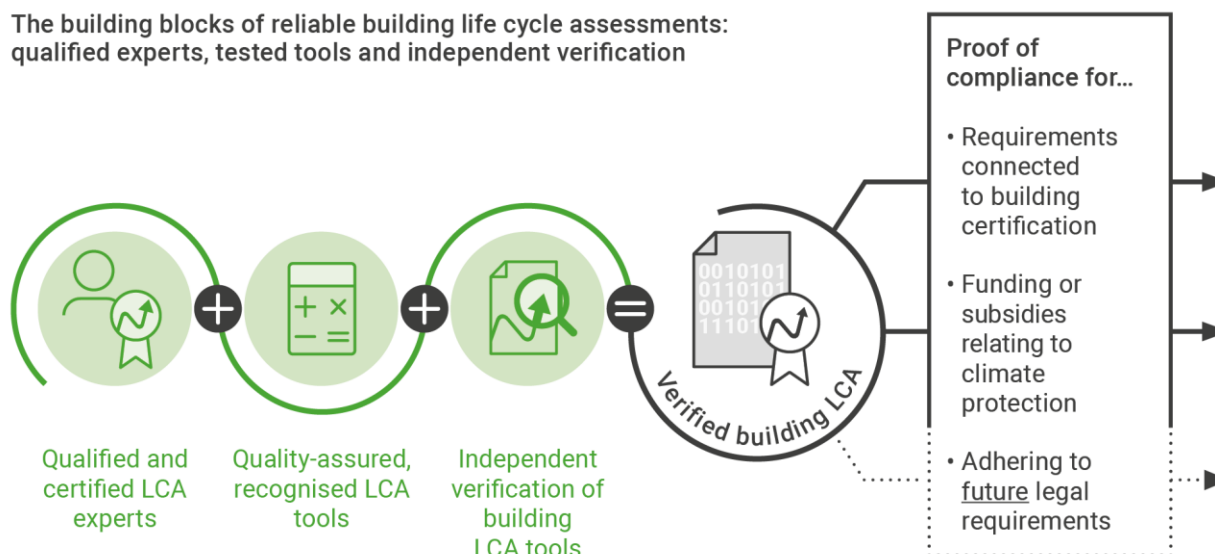 The building blocks of reliable building life cycle assessments:
qualified experts, tested tools and independent verification
Qualified and
certified LCA
experts
Quality-assured,
recognised LCA
tools
Independent
verification of
building
LCA tools
0010101
0110101
00101
11101
Verified building LCA
Proof of
compliance for…
• Requirements
connected
to building
certification
• Funding or
subsidies
relating to
climate
protection
• Adhering to
future legal
requirements